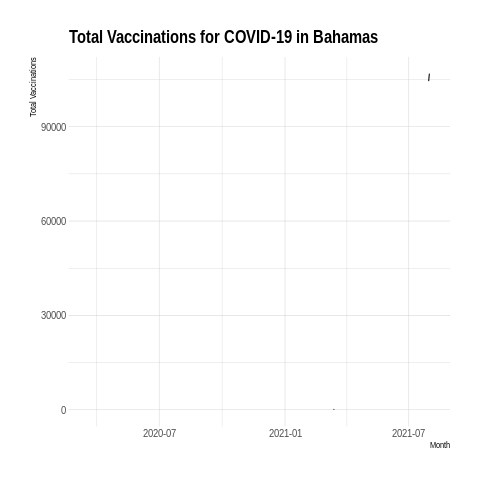 Total Vaccinations for COVID-19 in Bahamas
Total Vaccinations
90000
60000
30000
0
2020-07
2021-01
2021-07
Month